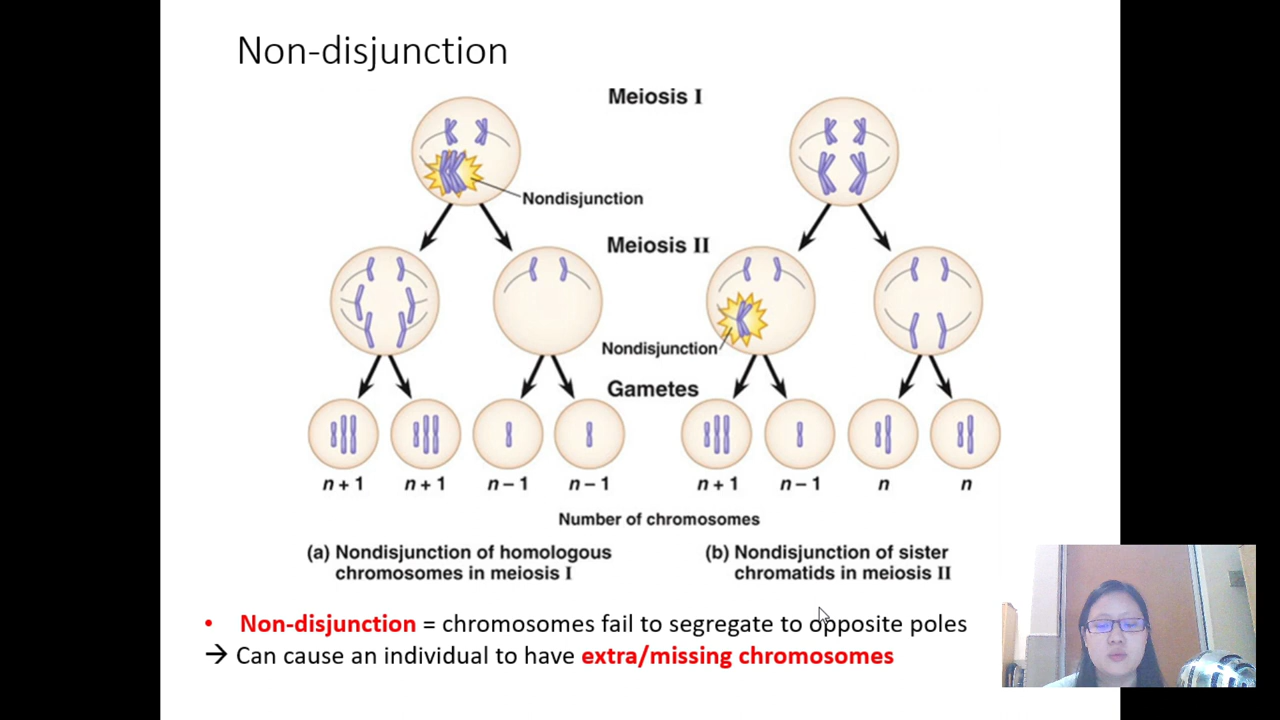 Non-disjunction
Meiosis I
Nondisjunction
Meiosis II
Nondisjunction
Gametes
n + 1
n + 1
n – 1
n – 1
n + 1
n – 1
n
n
Number of chromosomes
(a) Nondisjunction of homologous
chromosomes in meiosis I
(b) Nondisjunction of sister
chromatids in meiosis II
• Non-disjunction = chromosomes fail to segregate to opposite poles
→ Can cause an individual to have extra/missing chromosomes